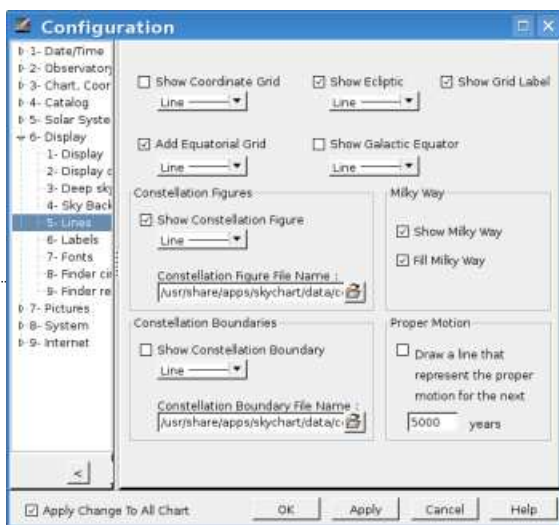 Configuration
1- Date/Time
2- Observatory
3- Chart, Coor
4- Catalog
5- Solar Syste
6- Display
1- Display
2- Display c
3- Deep sky
4- Sky Back
5- Lines
6- Labels
7- Fonts
8- Finder cir
9- Finder re
7- Pictures
8- System
9- Internet
<
Show Coordinate Grid
Line
Show Ecliptic
Line
Show Grid Label
Add Equatorial Grid
Line
Show Galactic Equator
Line
Constellation Figures
Show Constellation Figure
Line
Constellation Figure File Name :
/usr/share/apps/skychart/data/c
Milky Way
Show Milky Way
Fill Milky Way
Constellation Boundaries
Show Constellation Boundary
Line
Constellation Boundary File Name :
/usr/share/apps/skychart/data/c
Proper Motion
Draw a line that
represent the proper
motion for the next
5000 years
Apply Change To All Chart
OK Apply Cancel Help